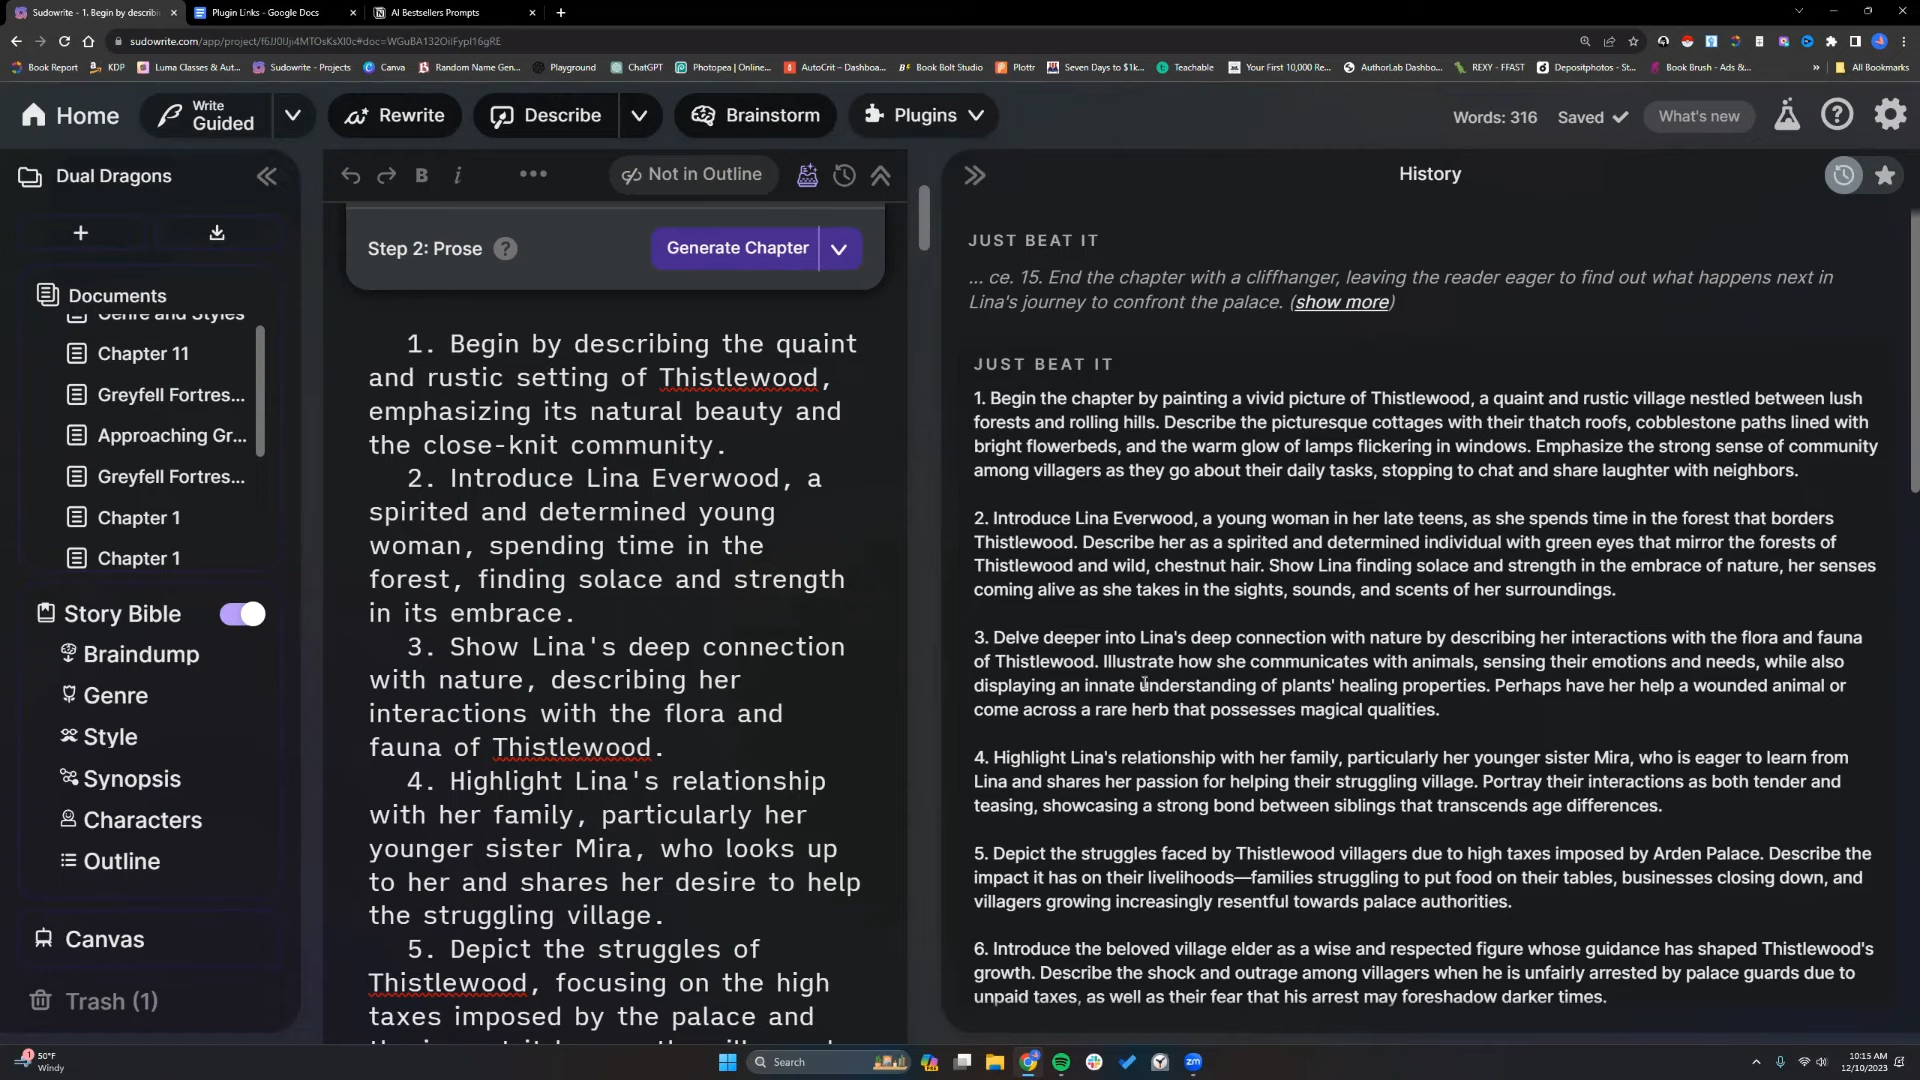 Sudowrite - 1. Begin by describi
Plugin Links - Google Docs
AI Bestsellers Prompts
sudowrite.com/app/project/
Book Report
KDP
Luma Classes & Aut...
Sudowrite - Projects
Canva
Random Name Gen...
Playground
ChatGPT
Photopea | Online...
AutoCrit – Dashboa...
Book Bolt Studio
Plottr
Seven Days to $1k...
Teachable
Your First 10,000 Re...
AuthorLab Dashbo...
REXY - FFAST
Depositphotos - St...
Book Brush - Ads &...
All Bookmarks
Home
Write
Guided
Rewrite
Describe
Brainstorm
Plugins
Words: 316
Saved
What's new
Dual Dragons
Documents
Genre and Styles
Chapter 11
Greyfell Fortres...
Approaching Gr...
Greyfell Fortres...
Chapter 1
Chapter 1
Story Bible
Braindump
Genre
Style
Synopsis
Characters
Outline
Canvas
Trash (1)
Not in Outline
Step 2: Prose
Generate Chapter
1. Begin by describing the quaint
and rustic setting of Thistlewood,
emphasizing its natural beauty and
the close-knit community.
2. Introduce Lina Everwood, a
spirited and determined young
woman, spending time in the
forest, finding solace and strength
in its embrace.
3. Show Lina's deep connection
with nature, describing her
interactions with the flora and
fauna of Thistlewood.
4. Highlight Lina's relationship
with her family, particularly her
younger sister Mira, who looks up
to her and shares her desire to help
the struggling village.
5. Depict the struggles of
Thistlewood, focusing on the high
taxes imposed by the palace and
History
JUST BEAT IT
... ce. 15. End the chapter with a cliffhanger, leaving the reader eager to find out what happens next in
Lina's journey to confront the palace. (show more)
JUST BEAT IT
1. Begin the chapter by painting a vivid picture of Thistlewood, a quaint and rustic village nestled between lush
forests and rolling hills. Describe the picturesque cottages with their thatch roofs, cobblestone paths lined with
bright flowerbeds, and the warm glow of lamps flickering in windows. Emphasize the strong sense of community
among villagers as they go about their daily tasks, stopping to chat and share laughter with neighbors.
2. Introduce Lina Everwood, a young woman in her late teens, as she spends time in the forest that borders
Thistlewood. Describe her as a spirited and determined individual with green eyes that mirror the forests of
Thistlewood and wild, chestnut hair. Show Lina finding solace and strength in the embrace of nature, her senses
coming alive as she takes in the sights, sounds, and scents of her surroundings.
3. Delve deeper into Lina's deep connection with nature by describing her interactions with the flora and fauna
of Thistlewood. Illustrate how she communicates with animals, sensing their emotions and needs, while also
displaying an innate understanding of plants' healing properties. Perhaps have her help a wounded animal or
come across a rare herb that possesses magical qualities.
4. Highlight Lina's relationship with her family, particularly her younger sister Mira, who is eager to learn from
Lina and shares her passion for helping their struggling village. Portray their interactions as both tender and
teasing, showcasing a strong bond between siblings that transcends age differences.
5. Depict the struggles faced by Thistlewood villagers due to high taxes imposed by Arden Palace. Describe the
impact it has on their livelihoods—families struggling to put food on their tables, businesses closing down, and
villagers growing increasingly resentful towards palace authorities.
6. Introduce the beloved village elder as a wise and respected figure whose guidance has shaped Thistlewood's
growth. Describe the shock and outrage among villagers when he is unfairly arrested by palace guards due to
unpaid taxes, as well as their fear that his arrest may foreshadow darker times.
50°F
Windy
Search
10:15 AM
12/10/2023